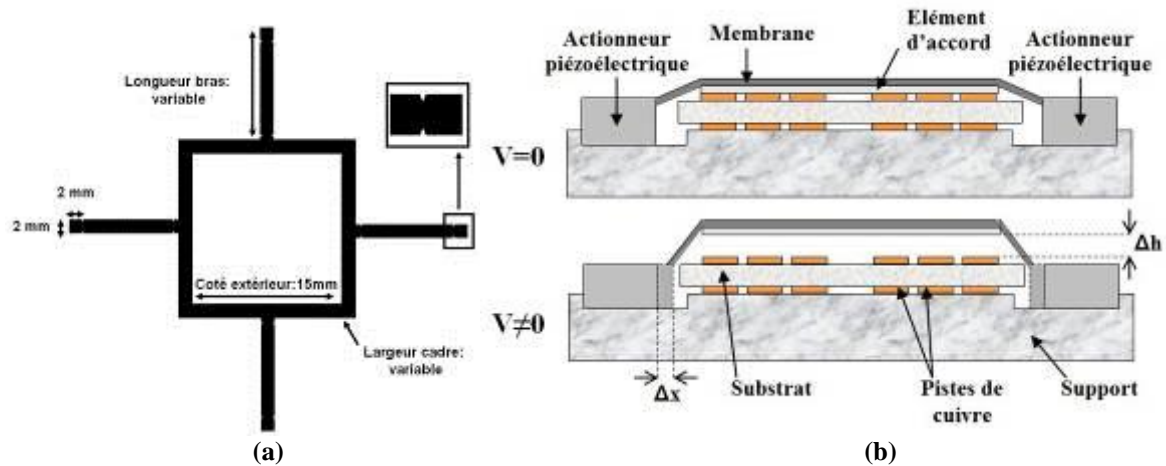 Longueur bras:
variable
2 mm
2 mm
Coté extérieur:15mm
Largeur cadre:
variable
(a)
Actionneur
piézoélectrique
Membrane
Elément
d'accord
Actionneur
piézoélectrique
V=0
Δh
V≠0
Δx
Substrat
Pistes de
cuivre
Support
(b)